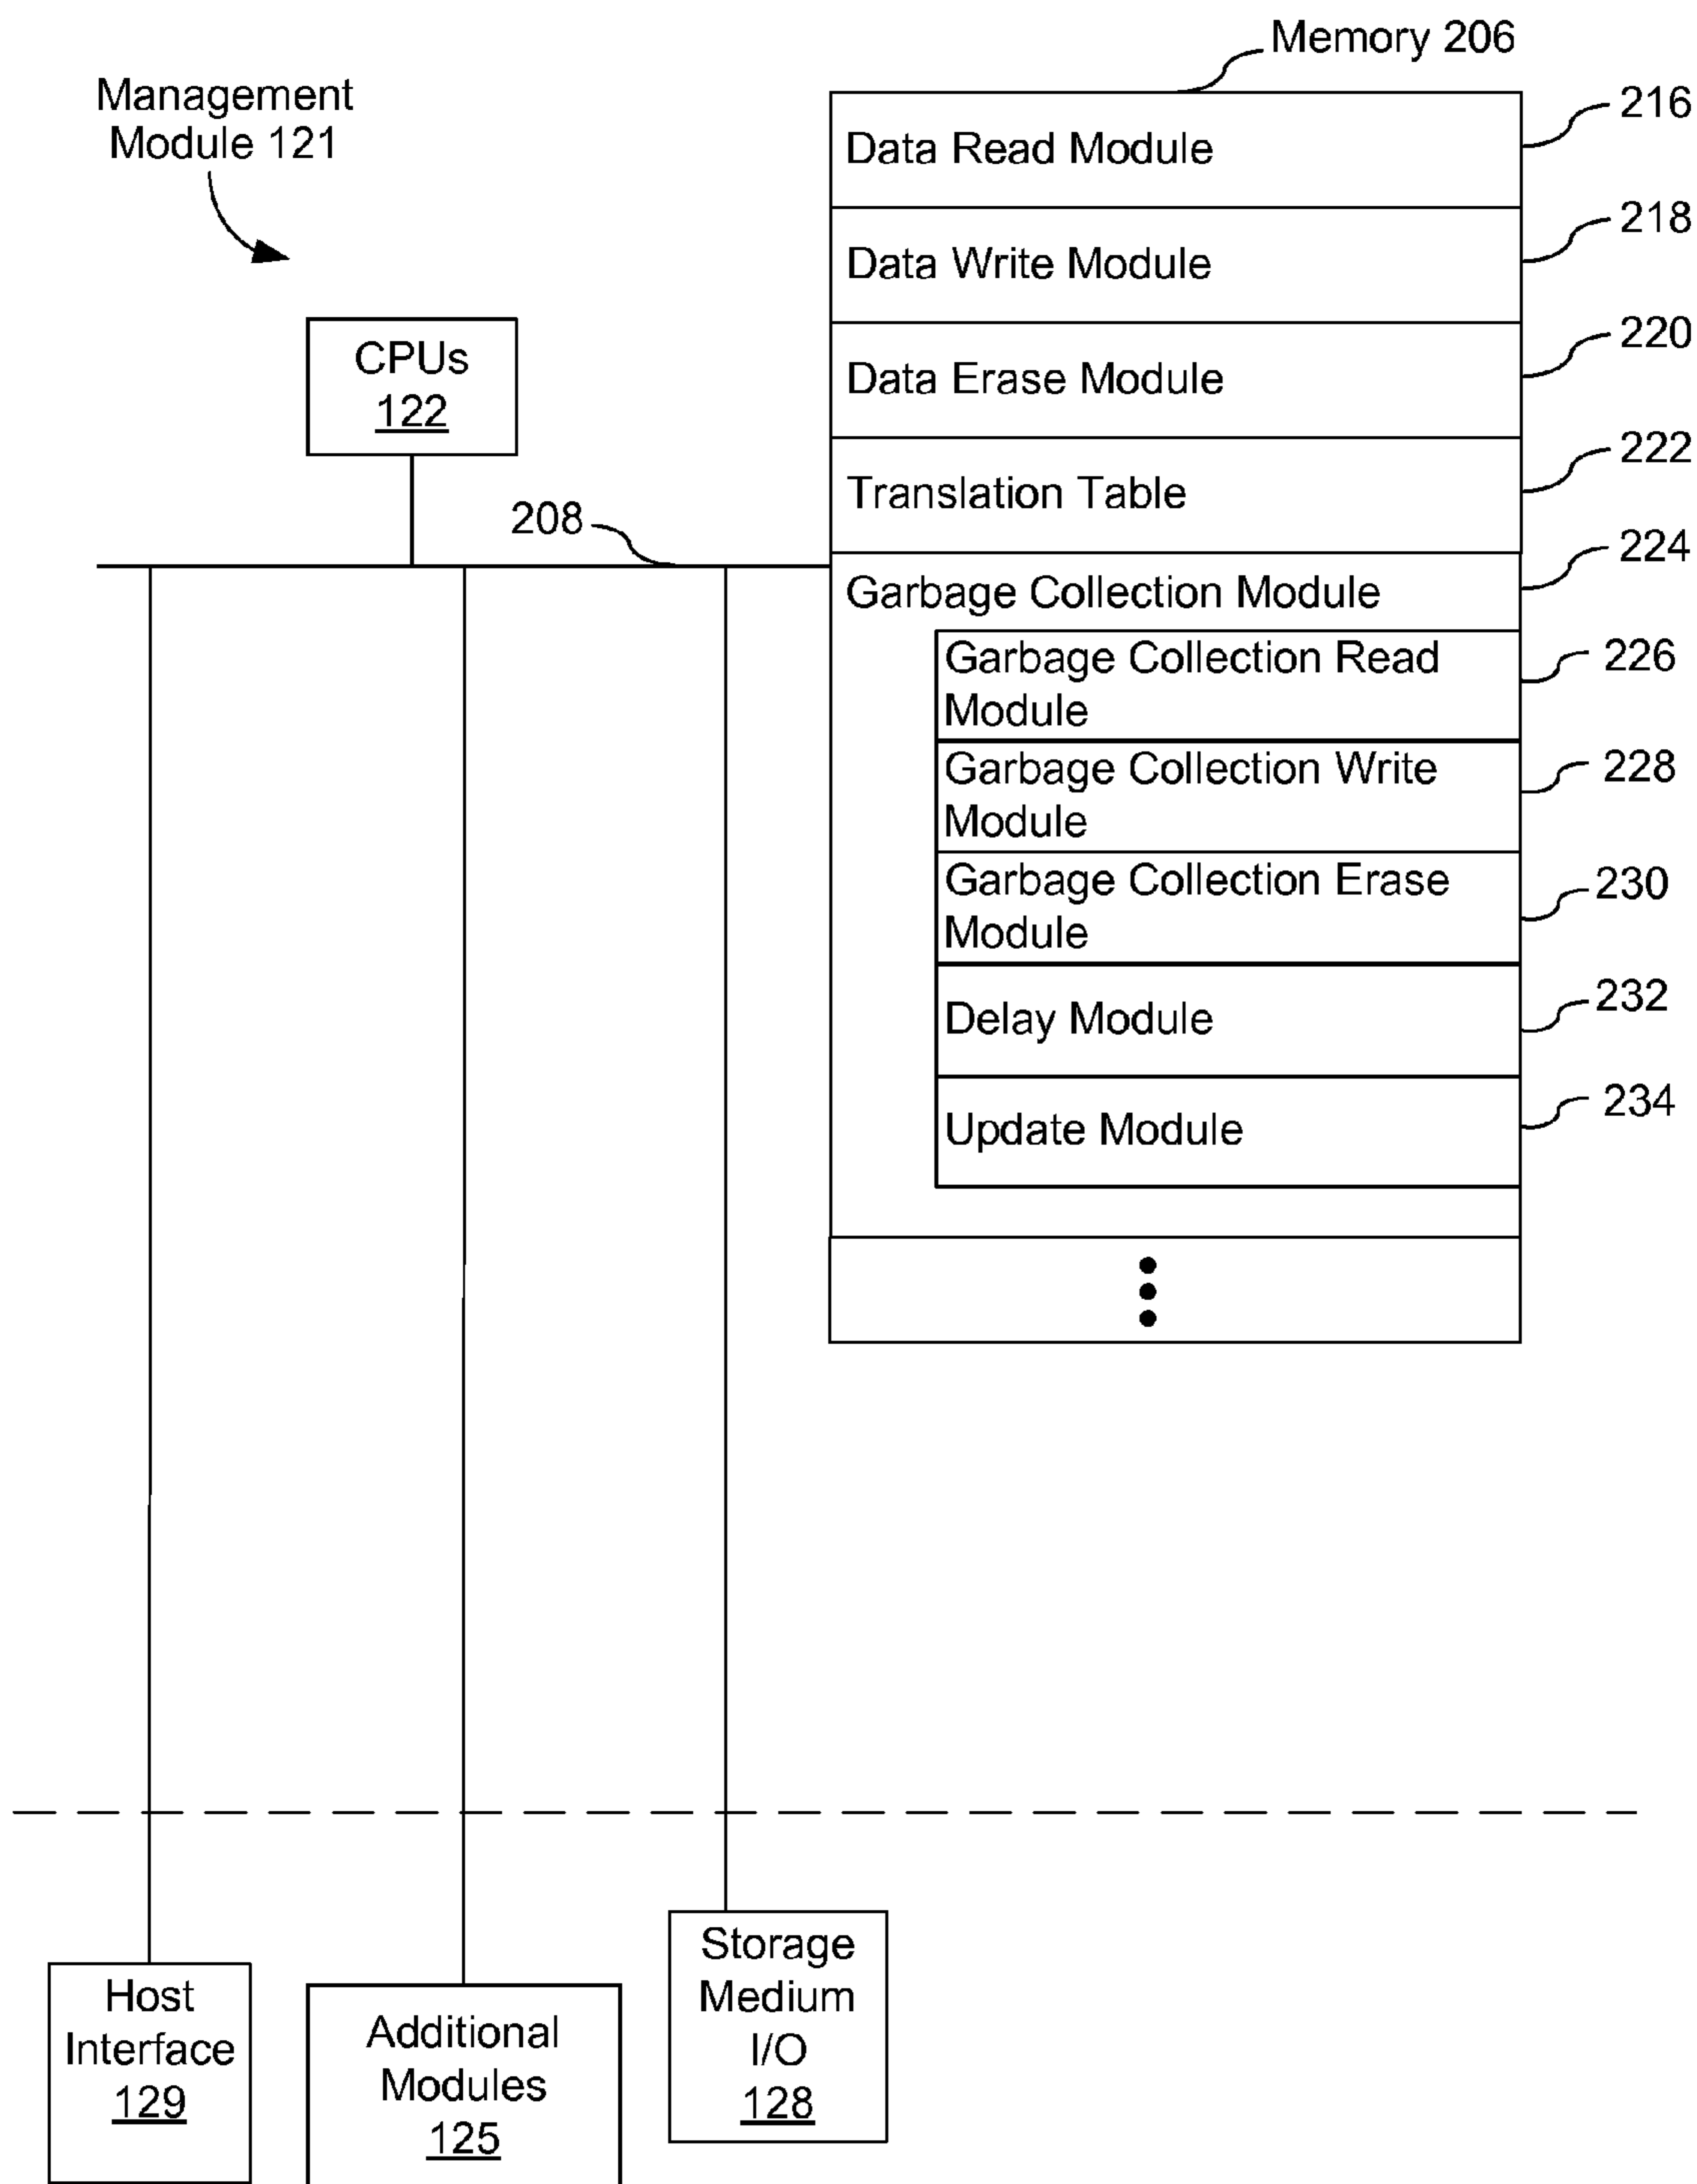 Memory 206
Management
Module 121
Data Read Module
216
Data Write Module
218
CPUs
122
Data Erase Module
220
Translation Table
222
208
Garbage Collection Module
224
Garbage Collection Read
Module
226
Garbage Collection Write
Module
228
Garbage Collection Erase
Module
230
Delay Module
232
Update Module
234
Host
Interface
129
Additional
Modules
125
Storage
Medium
I/O
128